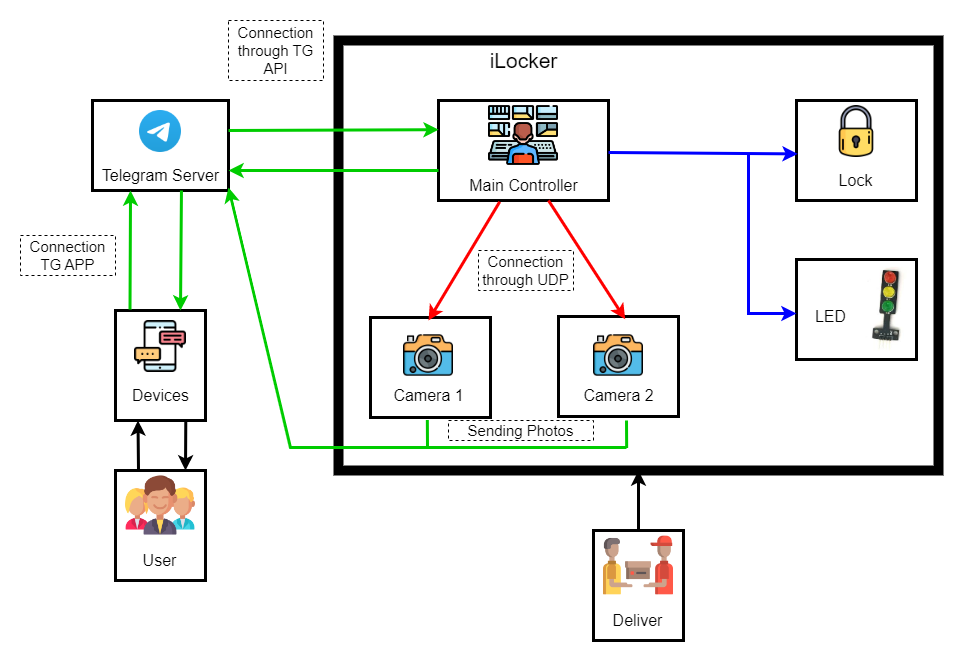 Connection
through TG
API
iLocker
Telegram Server
Main Controller
Lock
Connection
TG APP
Connection
through UDP
LED
Devices
Camera 1
Camera 2
Sending Photos
User
Deliver